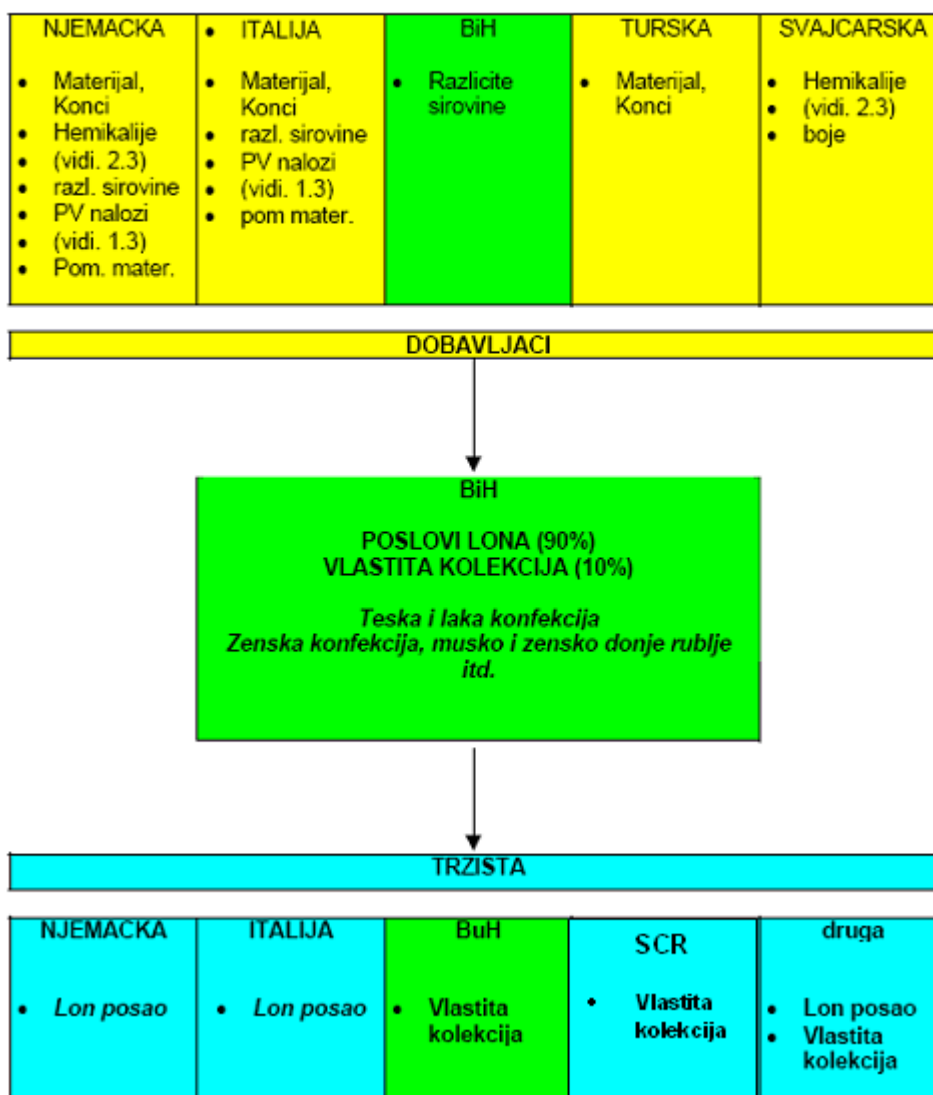 NJEMACKA
• Materijal,
Konci
• Hemikalije
• (vidi. 2.3)
• razl. sirovine
• PV nalozi
• (vidi. 1.3)
• Pom. mater.
• ITALIJA
• Materijal,
Konci
• razl. sirovine
• PV nalozi
• (vidi. 1.3)
• pom mater.
BiH
• Razlicite
sirovine
TURSKA
• Materijal,
Konci
SVAJCARSKA
• Hemikalije
• (vidi. 2.3)
• boje
DOBAVLJACI
BiH
POSLOVI LONA (90%)
VLASTITA KOLEKCIJA (10%)
Teska i laka konfekcija
Zenska konfekcija, musko i zensko donje rublje
itd.
TRZISTA
NJEMACKA
• Lon posao
ITALIJA
• Lon posao
BuH
• Vlastita
kolekcija
SCR
• Vlastita
kolekcija
druga
• Lon posao
• Vlastita
kolekcija